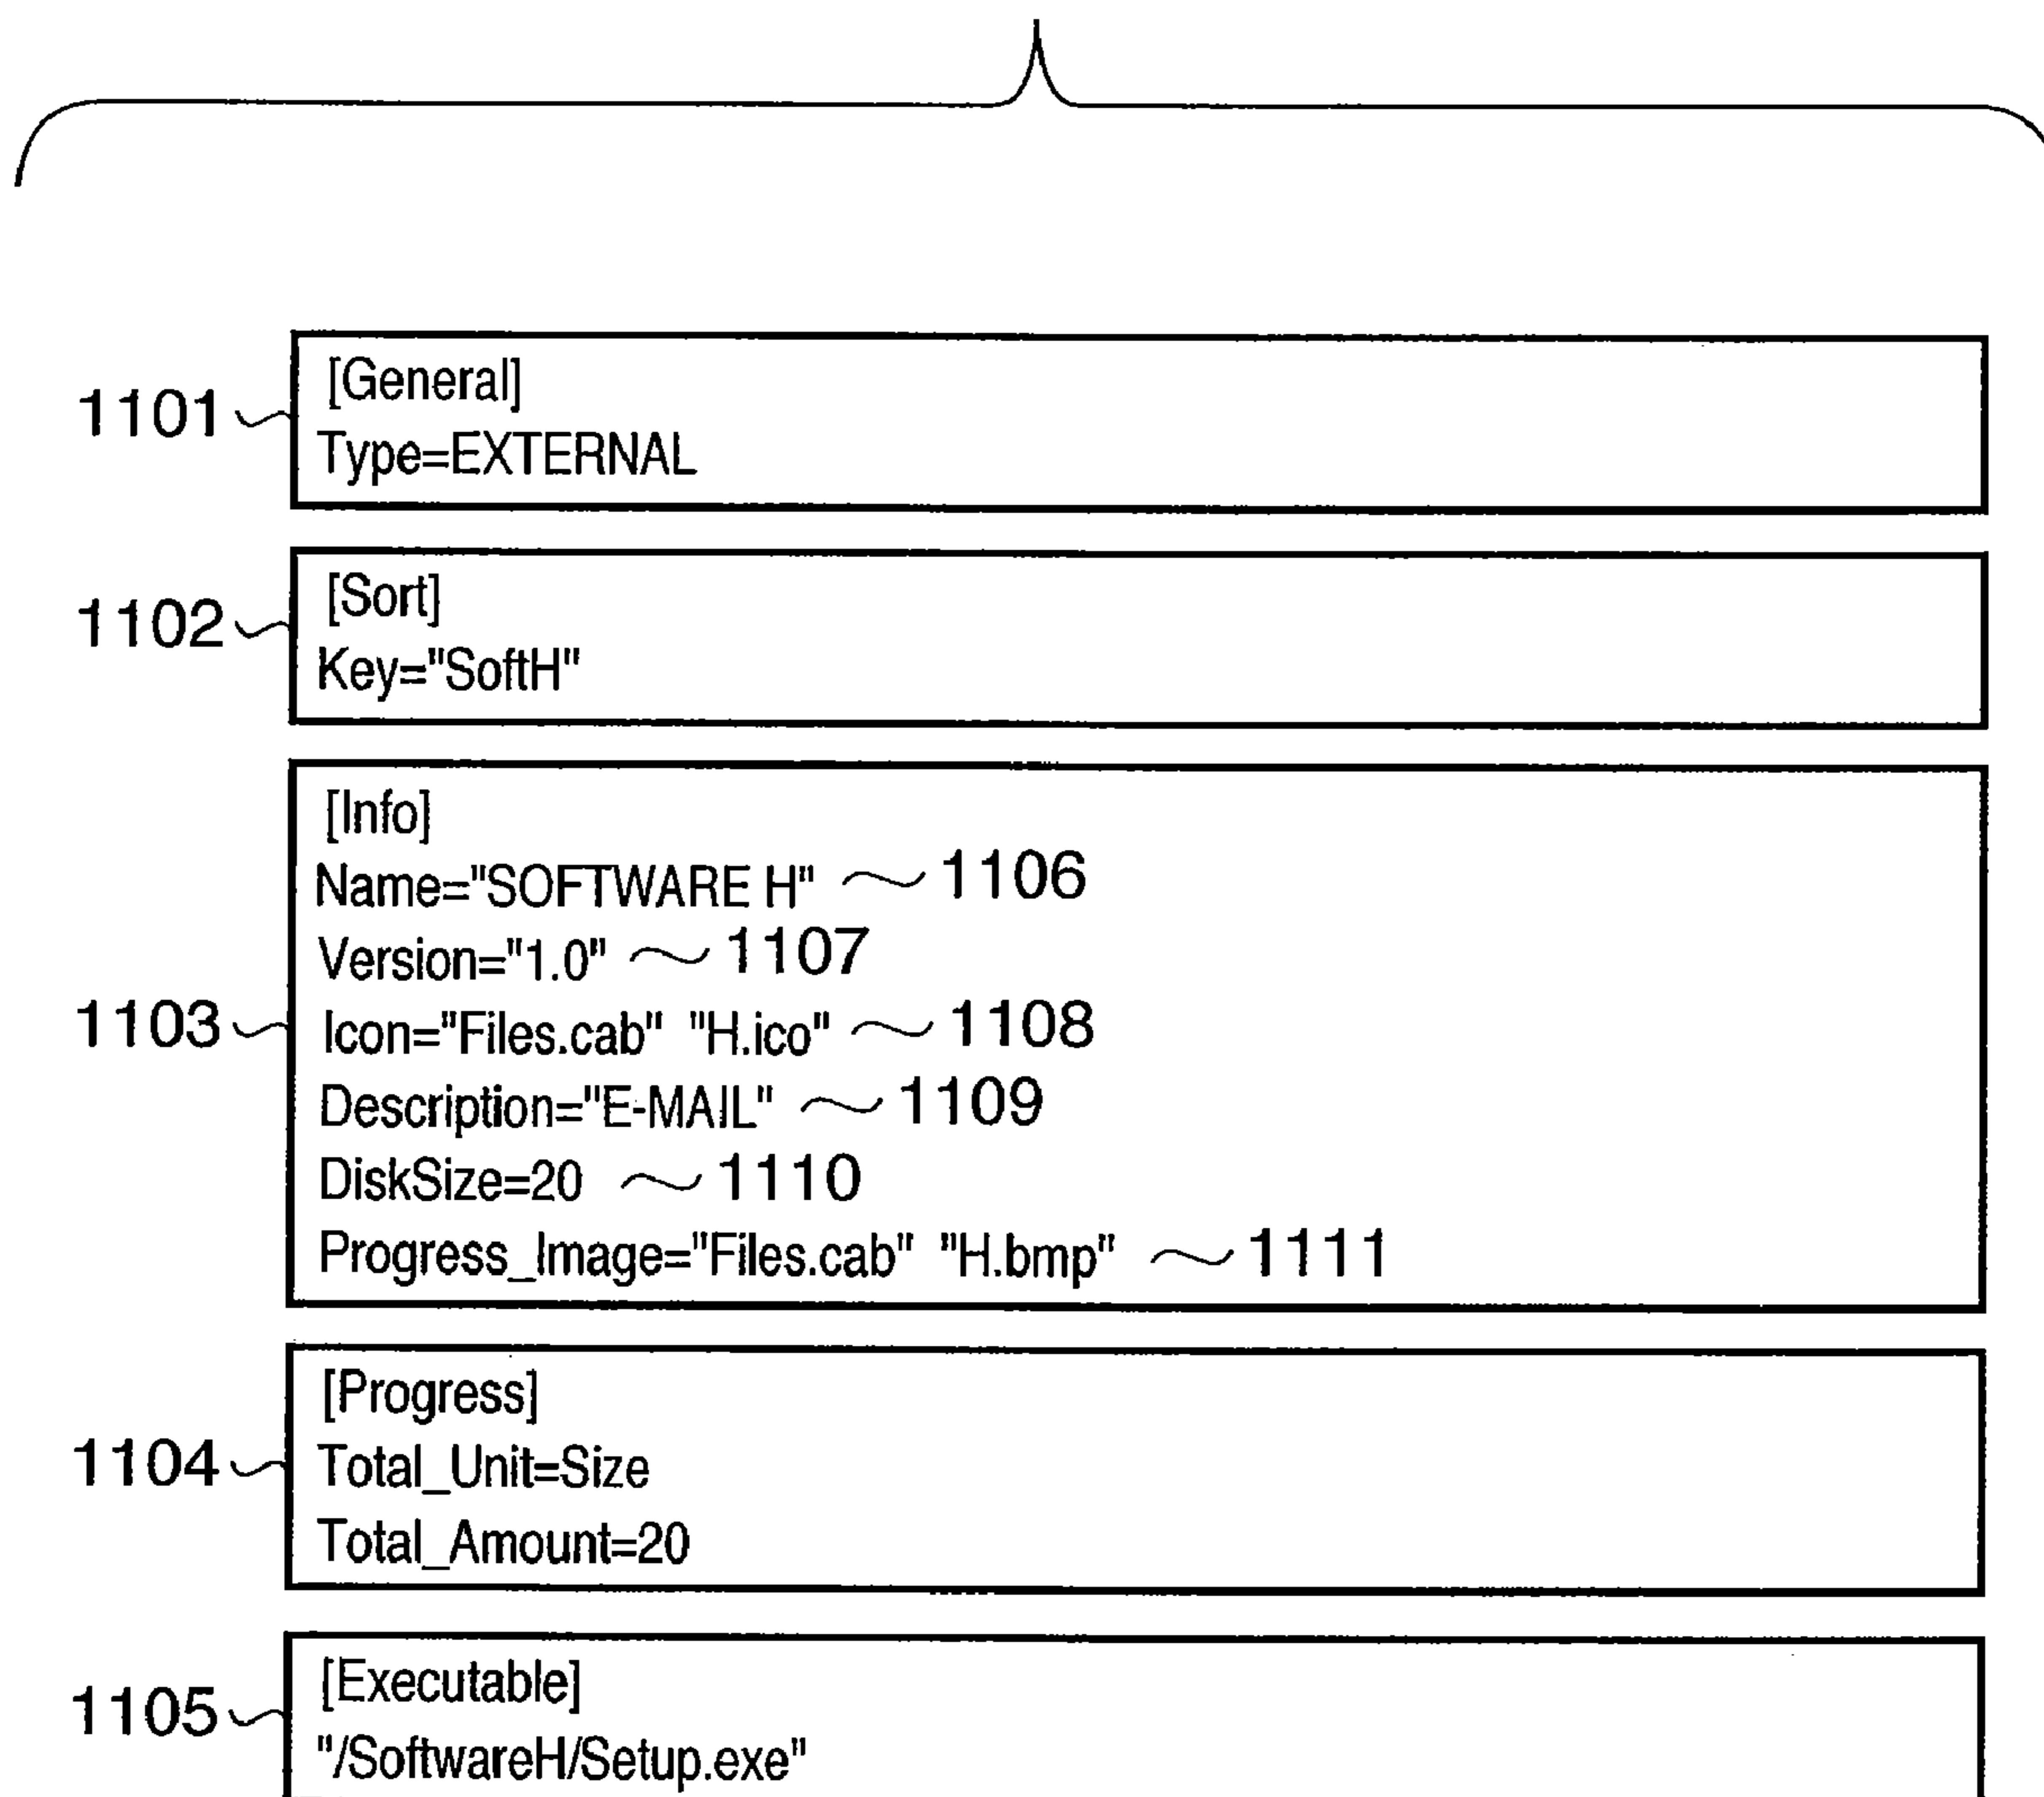 1101 [General]
Type=EXTERNAL
1102 [Sort]
Key="SoftH"
1103 [Info]
Name="SOFTWARE H" 1106
Version="1.0" 1107
Icon="Files.cab" "H.ico" 1108
Description="E-MAIL" 1109
DiskSize=20 1110
Progress_Image="Files.cab" "H.bmp" 1111
1104 [Progress]
Total_Unit=Size
Total_Amount=20
1105 [Executable]
"/SoftwareH/Setup.exe"